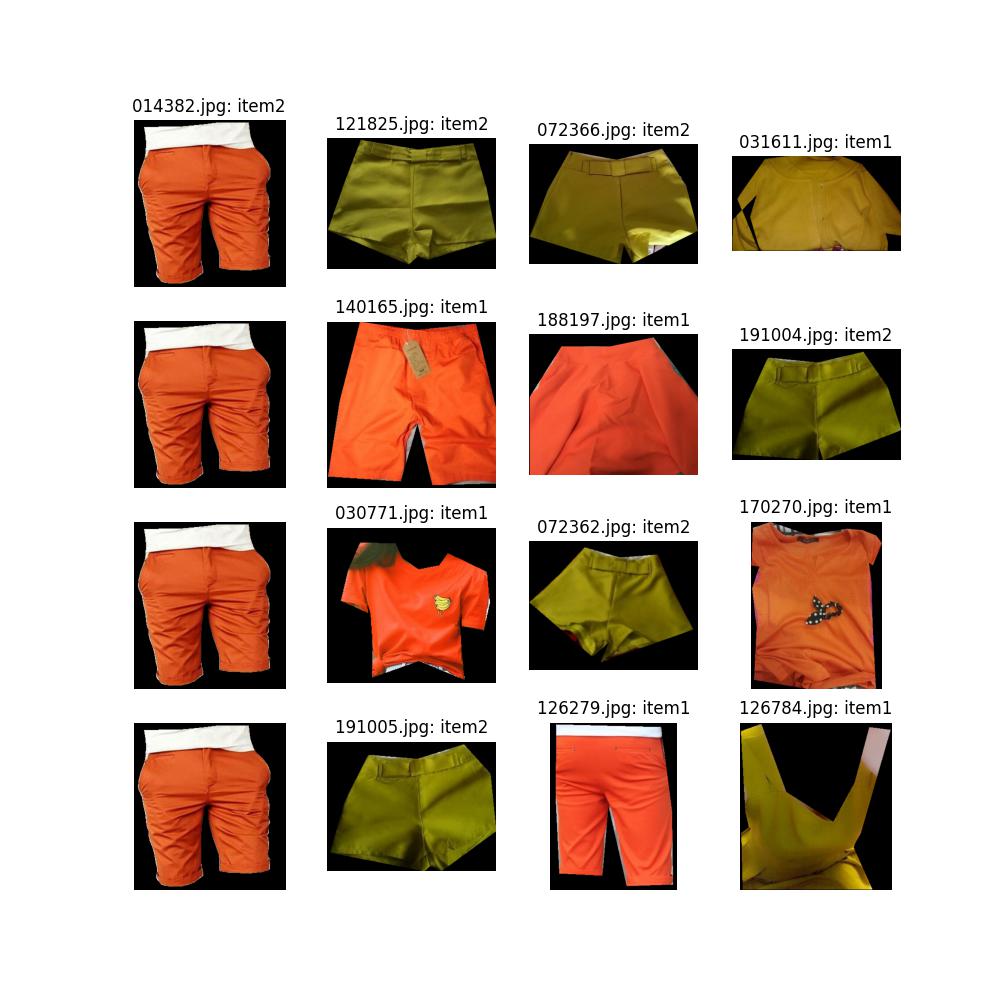 014382.jpg: item2
121825.jpg: item2
072366.jpg: item2
031611.jpg: item1
140165.jpg: item1
188197.jpg: item1
191004.jpg: item2
030771.jpg: item1
072362.jpg: item2
170270.jpg: item1
191005.jpg: item2
126279.jpg: item1
126784.jpg: item1